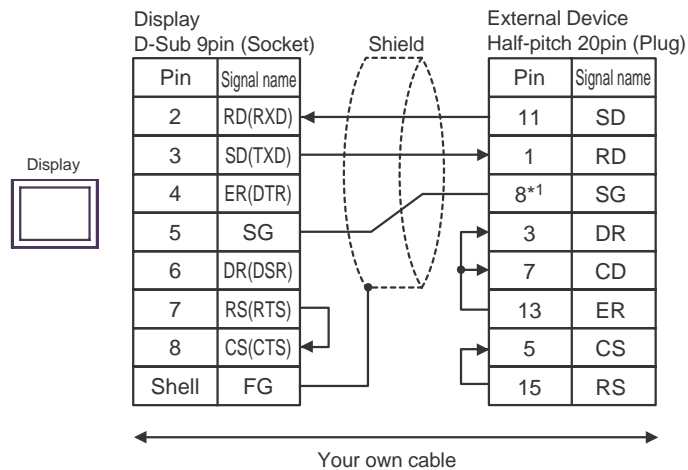 Display
D-Sub 9pin (Socket)
Shield
External Device
Half-pitch 20pin (Plug)
Pin Signal name
Pin Signal name
2 RD(RXD)
11 SD
3 SD(TXD)
1 RD
Display
4 ER(DTR)
8*1 SG
5 SG
3 DR
6 DR(DSR)
7 CD
7 RS(RTS)
13 ER
8 CS(CTS)
5 CS
Shell FG
15 RS
Your own cable